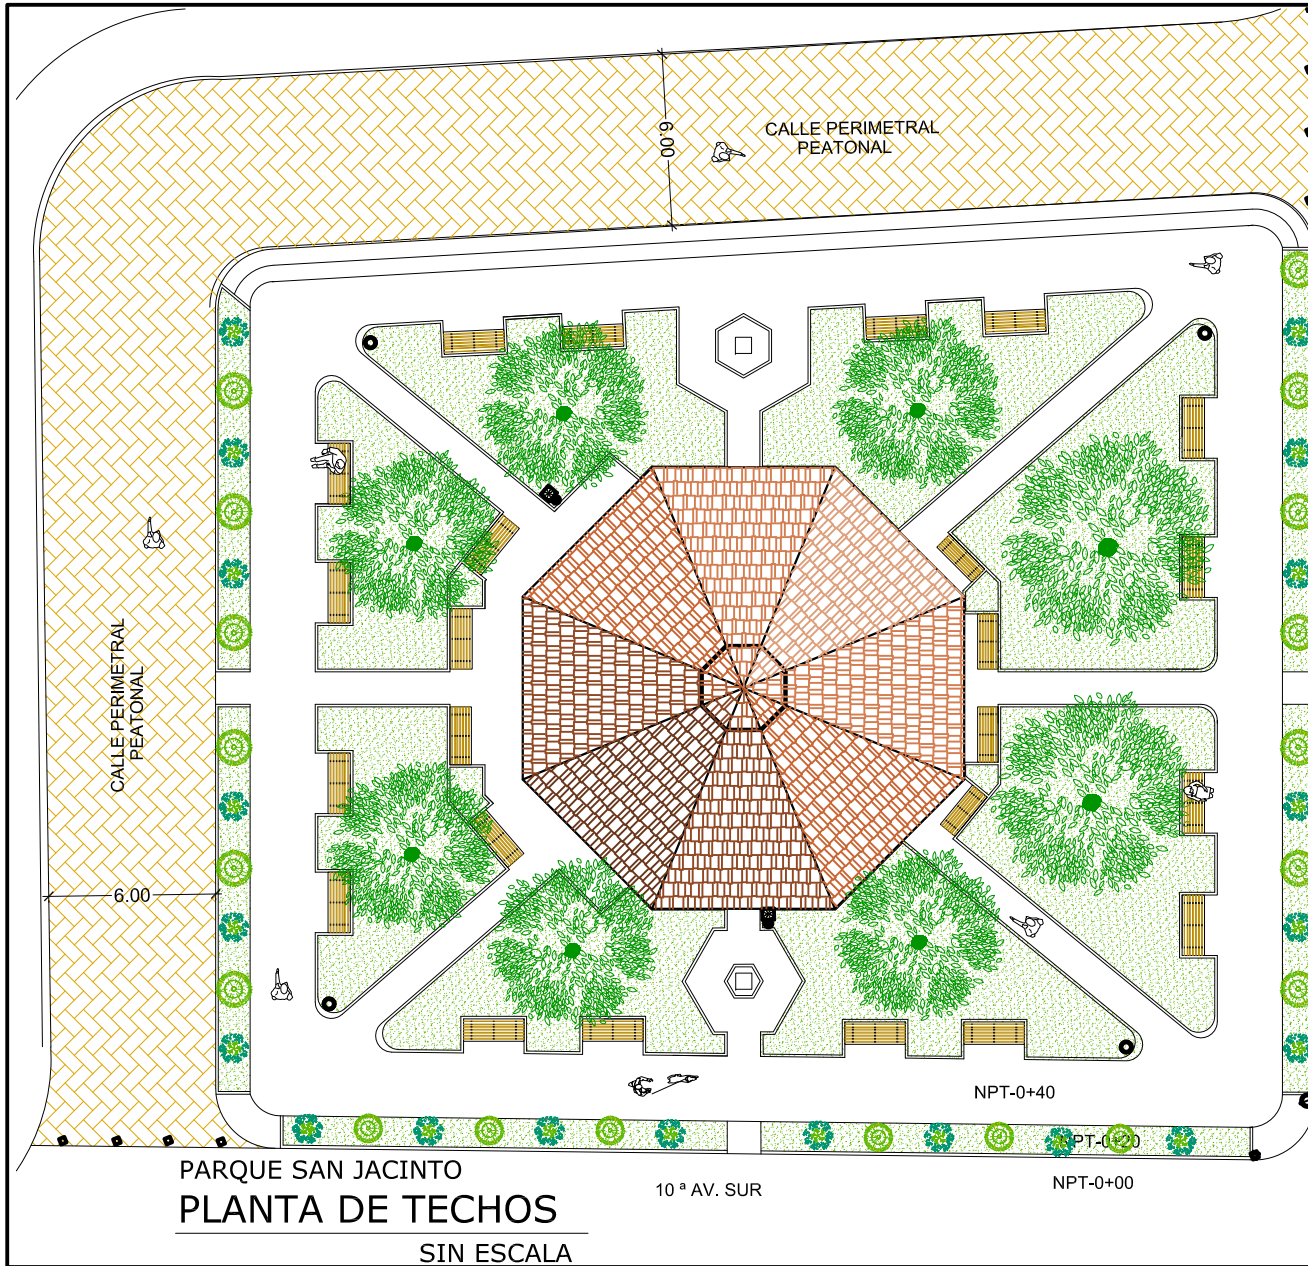 6.00
CALLE PERIMETRAL
PEATONAL
CALLE PERIMETRAL
PEATONAL
6.00
NPT-0+40
NPT-0+20
NPT-0+00
10 ª AV. SUR
PARQUE SAN JACINTO
PLANTA DE TECHOS
SIN ESCALA